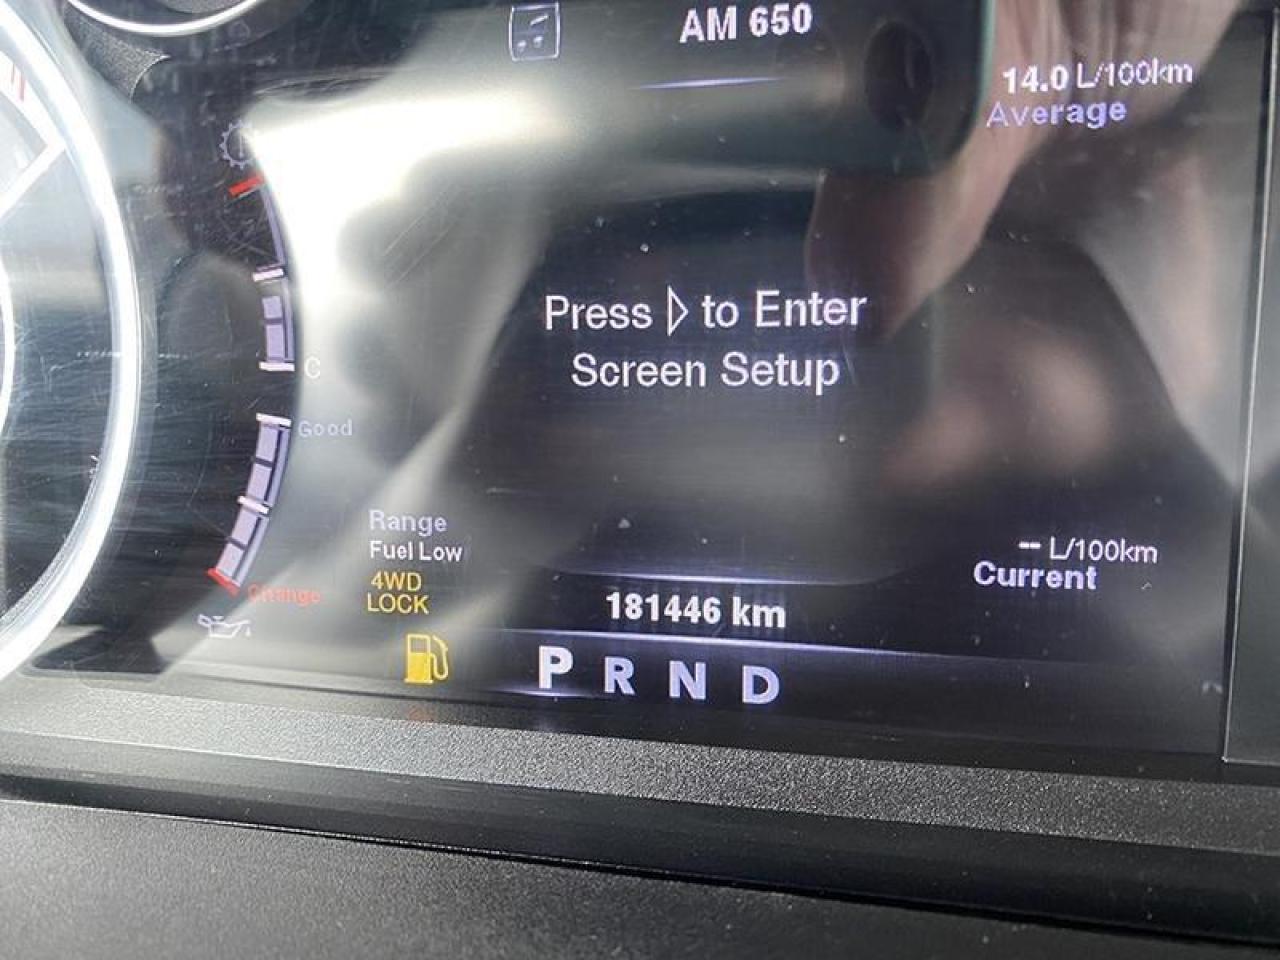 AM 650
14.0 L/100km
Average
Press ▷ to Enter
Screen Setup
C
Good
Range
Fuel Low
4WD
LOCK
Change
-- L/100km
Current
181446 km
P R N D